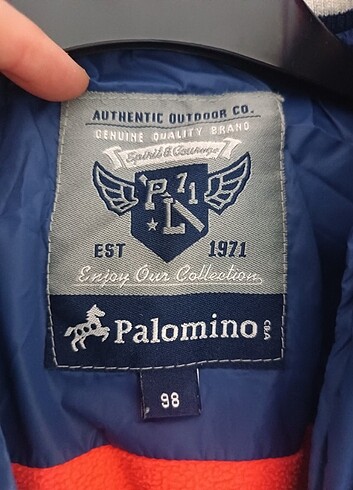 AUTHENTIC OUTDOOR CO.
GENUINE QUALITY BRAND
Spirit & Courage
P 71
L
EST 1971
Enjoy Our Collection
Palomino C&A
98